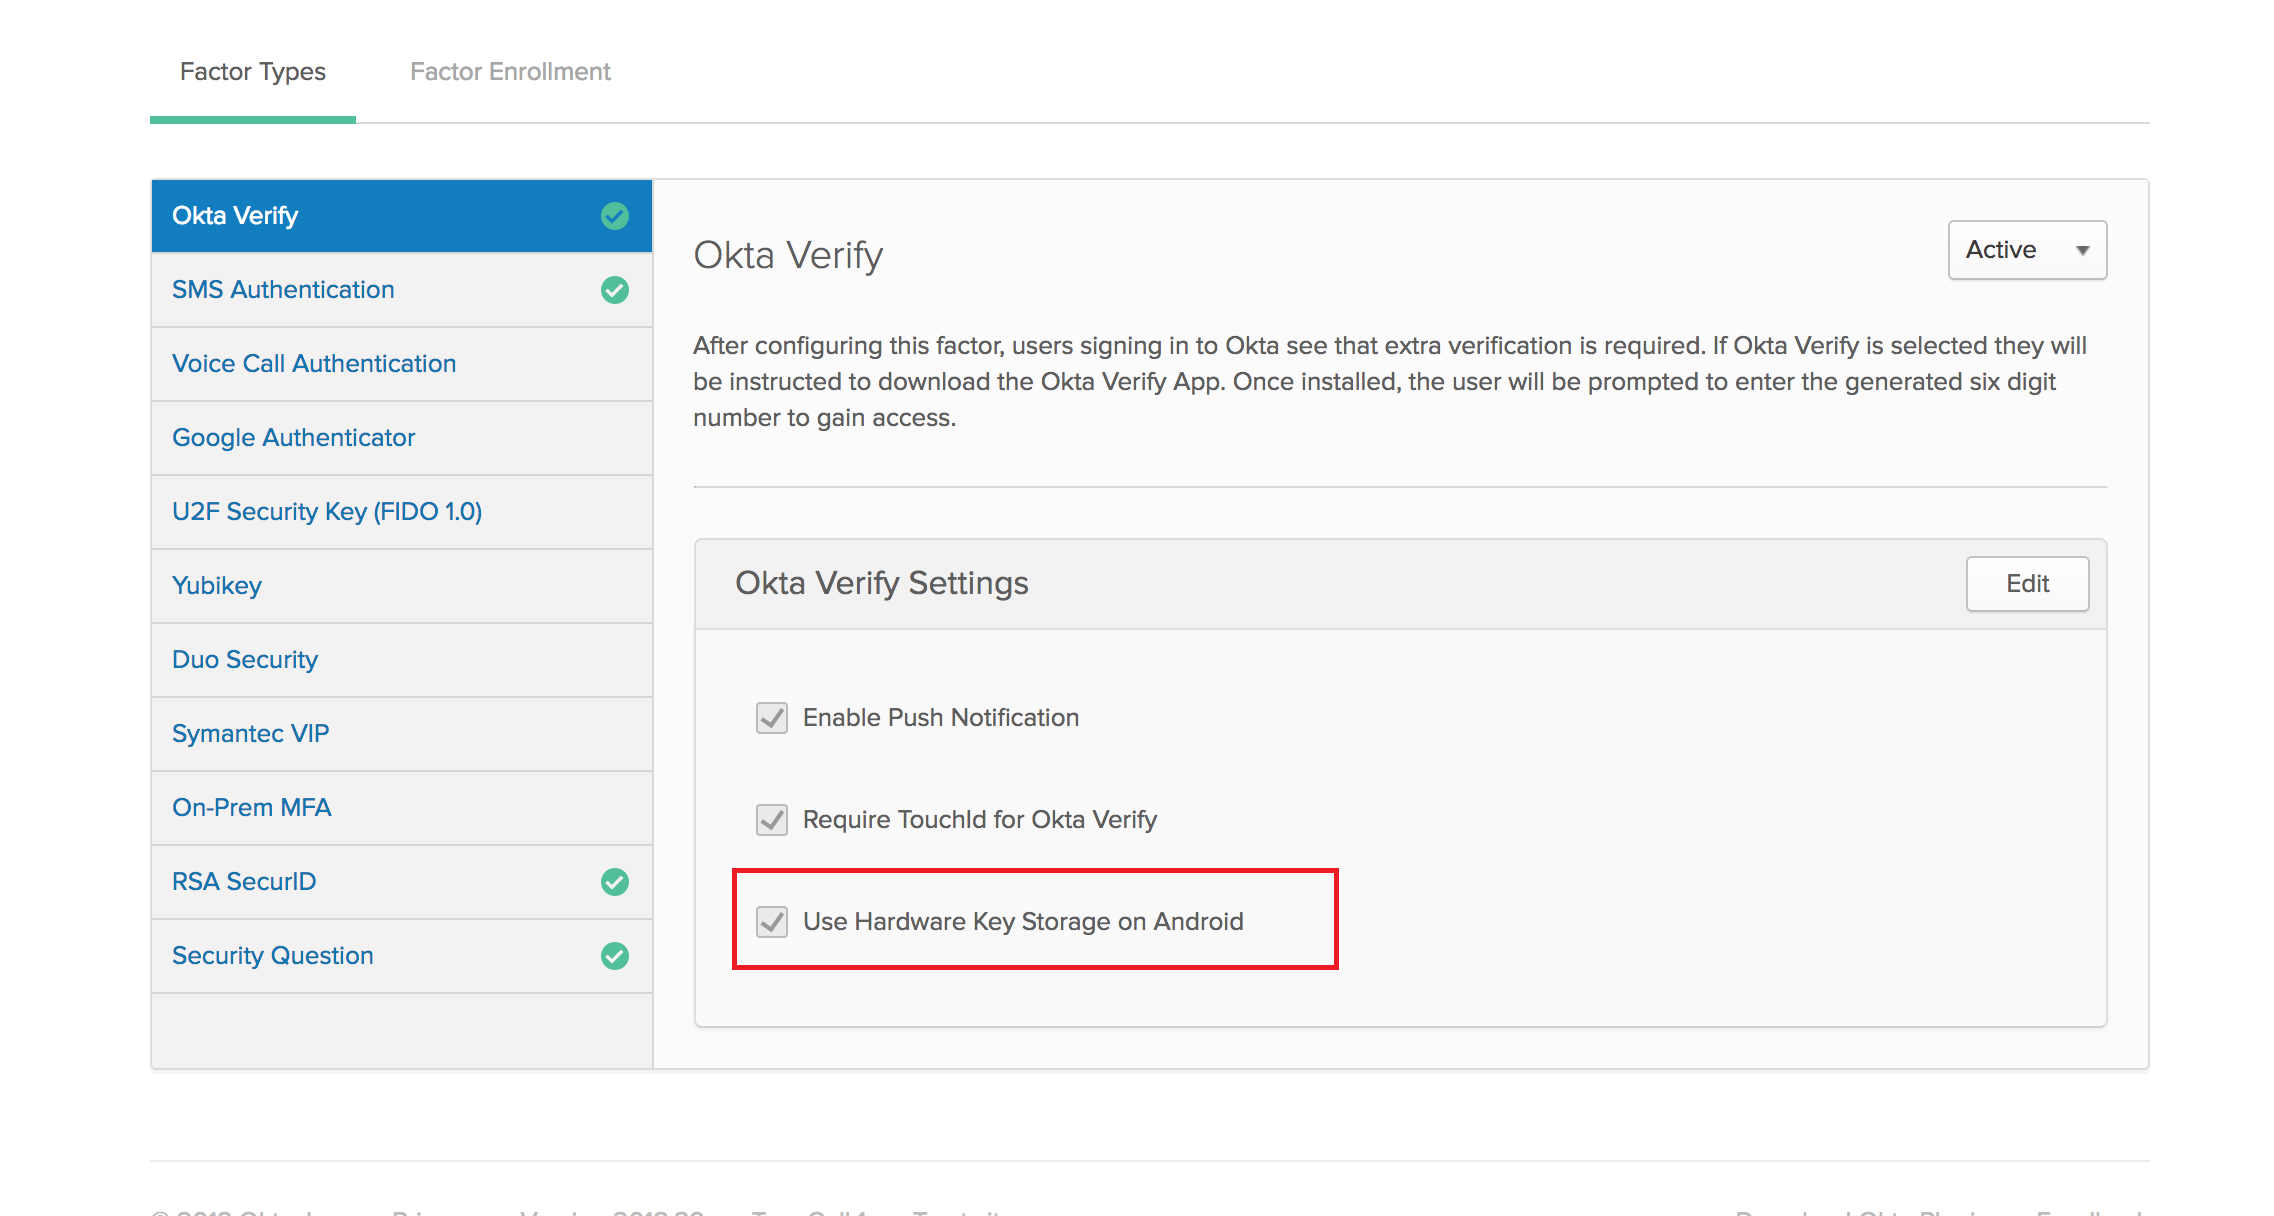 Factor Types
Factor Enrollment
Okta Verify
SMS Authentication
Voice Call Authentication
Google Authenticator
U2F Security Key (FIDO 1.0)
Yubikey
Duo Security
Symantec VIP
On-Prem MFA
RSA SecurID
Security Question
Okta Verify
Active
After configuring this factor, users signing in to Okta see that extra verification is required. If Okta Verify is selected they will
be instructed to download the Okta Verify App. Once installed, the user will be prompted to enter the generated six digit
number to gain access.
Okta Verify Settings
Edit
Enable Push Notification
Require TouchId for Okta Verify
Use Hardware Key Storage on Android